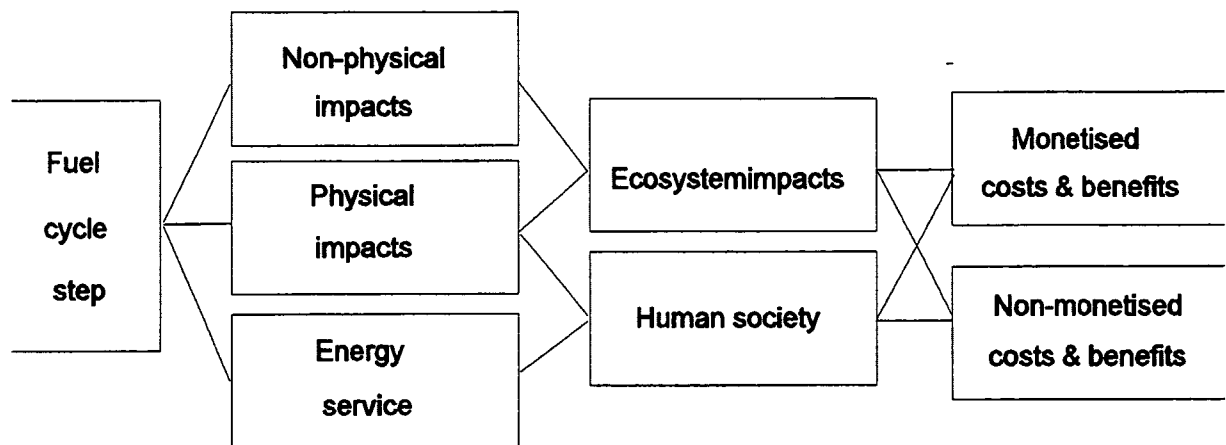 Fuel
cycle
step
Non-physical
impacts
Physical
impacts
Energy
service
Ecosystemimpacts
Human society
Monetised
costs & benefits
Non-monetised
costs & benefits